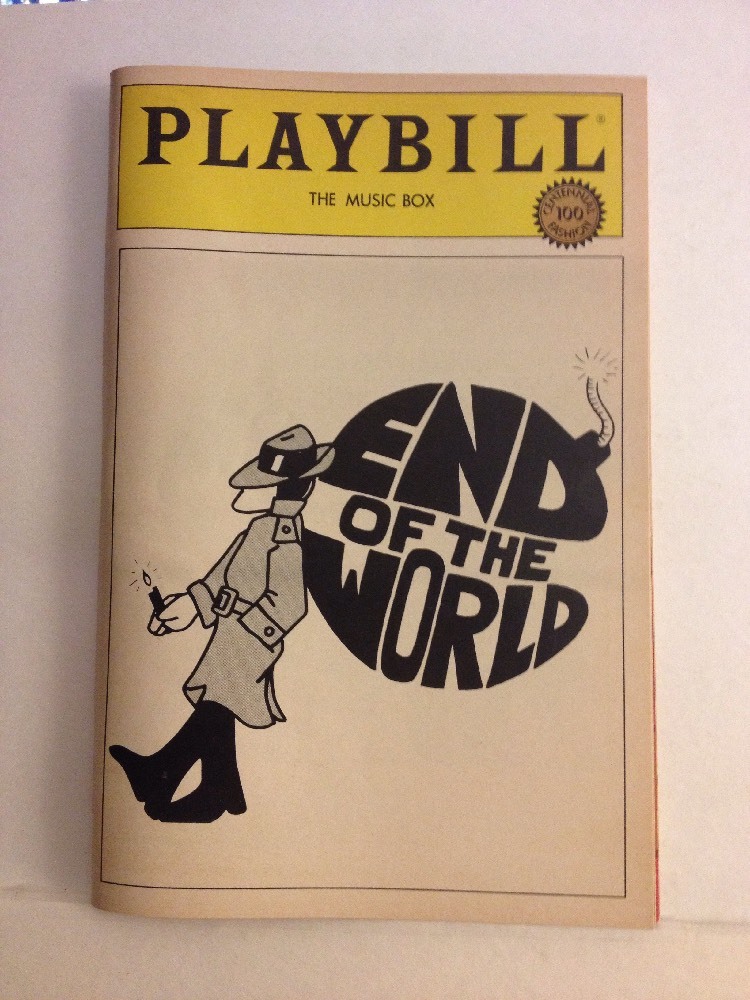 PLAYBILL®
THE MUSIC BOX
CENTENNIAL
100
FASHION
END
OF THE
WORLD